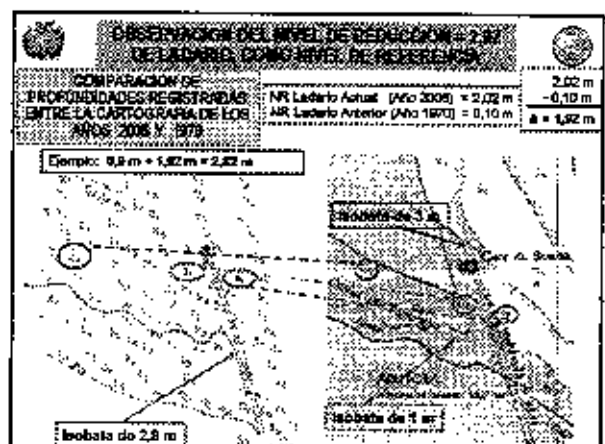 OBSERVACION DEL NIVEL DE REDUCCION = 2,02
DE LADARIO, COMO NIVEL DE REFERENCIA
COMPARACION DE
PROFUNDIDADES REGISTRADAS
ENTRE LA CARTOGRAFIA DE LOS
AÑOS 2006 Y 1970
NR Ladario Actual (Año 2006) = 2,02 m
NR Ladario Anterior (Año 1970) = 0,10 m
2,02 m
-0,10 m
a = 1,92 m
Ejemplo: 0,9 m + 1,92 m = 2,82 m
Isobata de 3 m
Isobata de 2,8 m
Isobata de 1 m